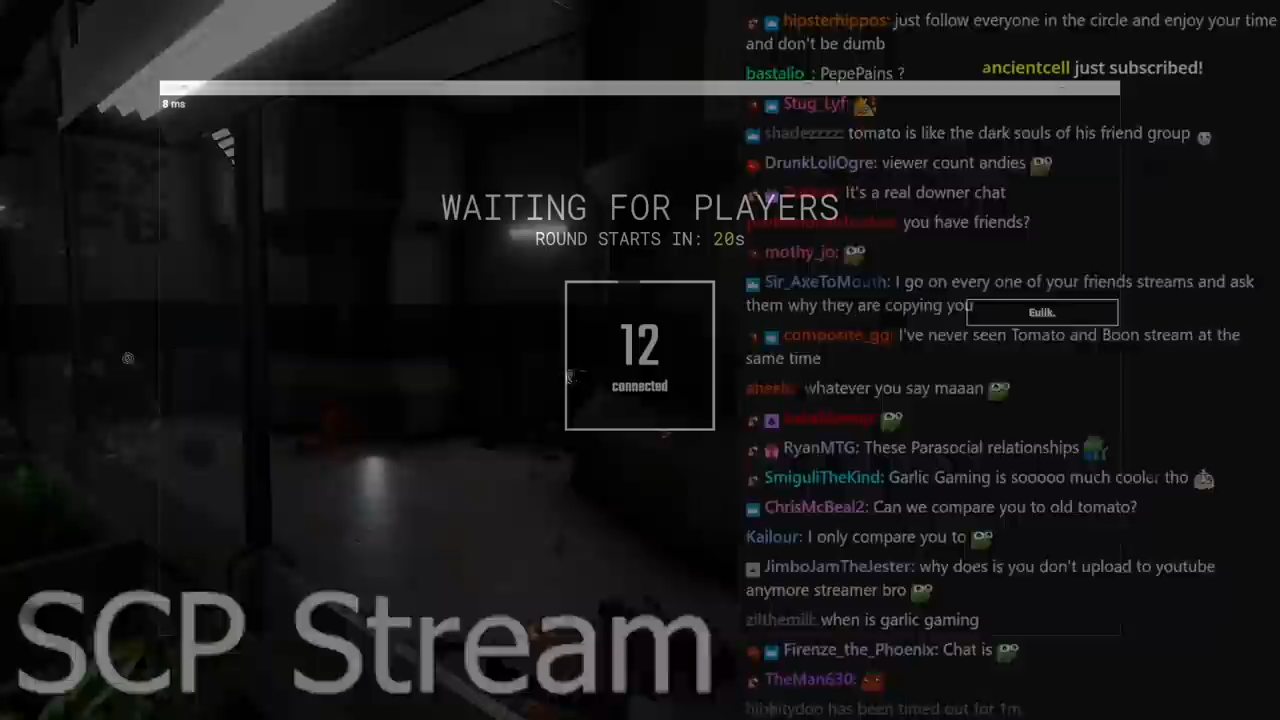 hipsterhippos: just follow everyone in the circle and enjoy your time
and don't be dumb
ancientcell just subscribed!
bastalio_: PepePains ?
8 ms
Stug_Lyf:
shadezzzz: tomato is like the dark souls of his friend group
DrunkLoliOgre: viewer count andies
It's a real downer chat
WAITING FOR PLAYERS
you have friends?
ROUND STARTS IN: 20s
mothy_jo:
Sir_AxeToMouth: I go on every one of your friends streams and ask
them why they are copying you
Eulik.
12
connected
composite_gg: I've never seen Tomato and Boon stream at the
same time
whatever you say maaan
RyanMTG: These Parasocial relationships
SmiguliTheKind: Garlic Gaming is sooooo much cooler tho
ChrisMcBeal2: Can we compare you to old tomato?
Kailour: I only compare you to
JimboJamTheJester: why does is you don't upload to youtube
anymore streamer bro
zilthemill: when is garlic gaming
Firenze_the_Phoenix: Chat is
TheMan630:
has been timed out for 1m.
SCP Stream